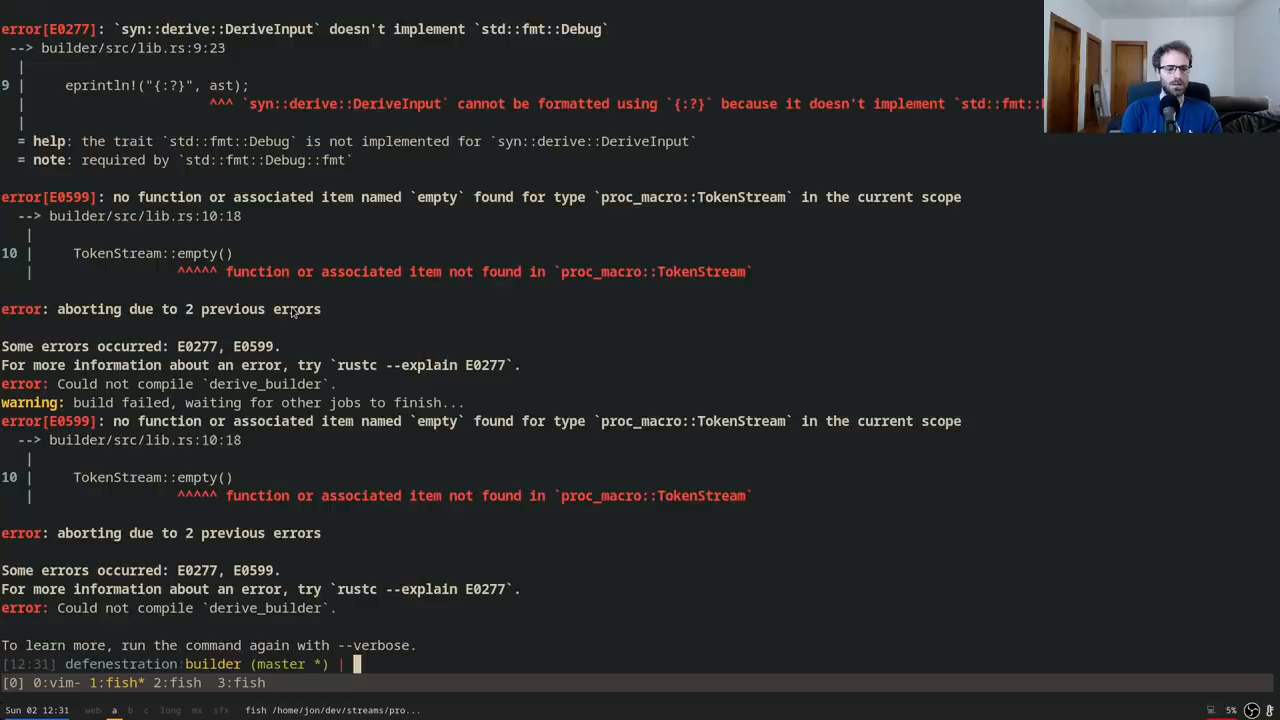 error[E0277]: `syn::derive::DeriveInput` doesn't implement `std::fmt::Debug`
 --> builder/src/lib.rs:9:23
  |
9 |     eprintln!("{:?}", ast);
  |                       ^^^ `syn::derive::DeriveInput` cannot be formatted using `{:?}` because it doesn't implement `std::fmt::
  |
  = help: the trait `std::fmt::Debug` is not implemented for `syn::derive::DeriveInput`
  = note: required by `std::fmt::Debug::fmt`
error[E0599]: no function or associated item named `empty` found for type `proc_macro::TokenStream` in the current scope
  --> builder/src/lib.rs:10:18
   |
10 |     TokenStream::empty()
   |                  ^^^^^ function or associated item not found in `proc_macro::TokenStream`
error: aborting due to 2 previous errors
Some errors occurred: E0277, E0599.
For more information about an error, try `rustc --explain E0277`.
error: Could not compile `derive_builder`.
warning: build failed, waiting for other jobs to finish...
error[E0599]: no function or associated item named `empty` found for type `proc_macro::TokenStream` in the current scope
  --> builder/src/lib.rs:10:18
   |
10 |     TokenStream::empty()
   |                  ^^^^^ function or associated item not found in `proc_macro::TokenStream`
error: aborting due to 2 previous errors
Some errors occurred: E0277, E0599.
For more information about an error, try `rustc --explain E0277`.
error: Could not compile `derive_builder`.
To learn more, run the command again with --verbose.
[12:31] defenestration:builder (master *) |
[0] 0:vim- 1:fish* 2:fish  3:fish
Sun 02 12:31 web a b c long mx sfx fish /home/jon/dev/streams/pro... 5%